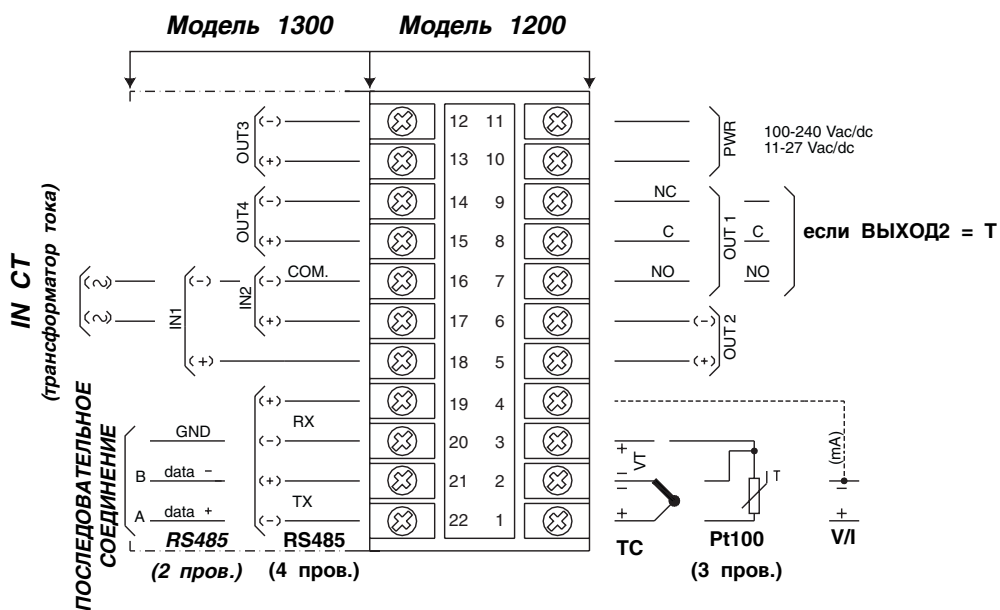 Модель 1300 Модель 1200
OUT3 (-) 12 11 PWR 100-240 Vac/dc
(+) 13 10 11-27 Vac/dc
OUT4 (-) 14 9 NC OUT 1
(+) 15 8 C C если ВЫХОД2 = T
IN CT
(трансформатор тока)
(-) IN2 (-) COM. 16 7 NO NO
IN1 (+) 17 6 (-) OUT 2
(+) 18 5 (+)
ПОСЛЕДОВАТЕЛЬНОЕ
СОЕДИНЕНИЕ
(+) RX 19 4
GND (-) 20 3 + VT (mA)
B data - (+) TX 21 2 - - T -
A data + (-) 22 1 + +
RS485 RS485 TC Pt100 V/I
(2 пров.) (4 пров.) (3 пров.)